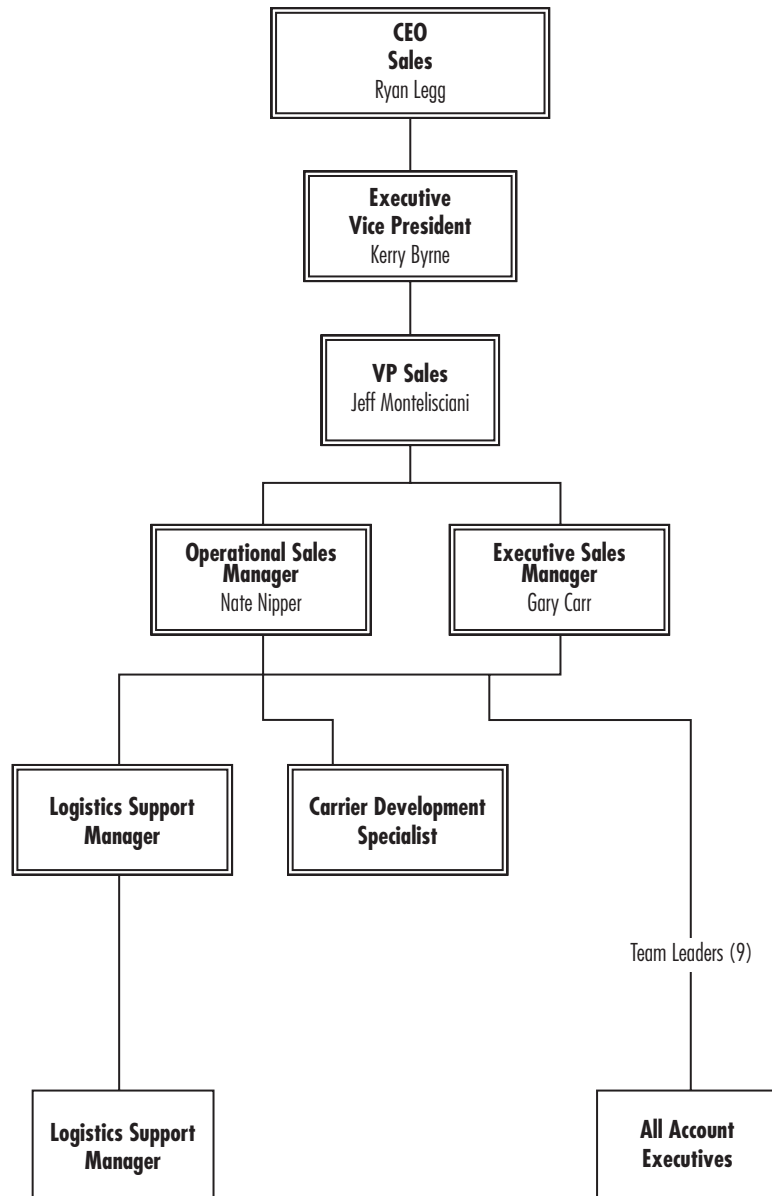 CEO
Sales
Ryan Legg
Executive
Vice President
Kerry Byrne
VP Sales
Jeff Montelisciani
Operational Sales
Manager
Nate Nipper
Executive Sales
Manager
Gary Carr
Logistics Support
Manager
Carrier Development
Specialist
Team Leaders (9)
Logistics Support
Manager
All Account
Executives